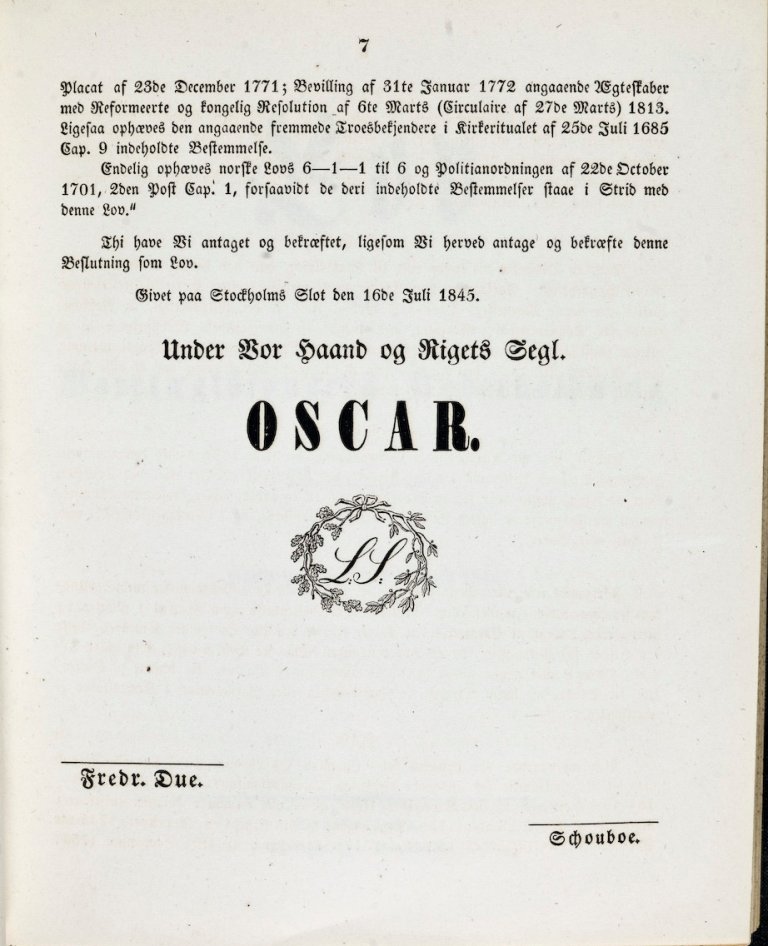 7
Placat af 23de December 1771; Bevilling af 31te Januar 1772 angaaende Ægteskaber
med Reformeerte og kongelig Resolution af 6te Marts (Circulaire af 27de Marts) 1813.
Ligesaa ophæves den angaaende fremmede Troesbekjendere i Kirkeritualet af 25de Juli 1685
Cap. 9 indeholdte Bestemmelse.
Endelig ophæves norske Lovs 6—1—1 til 6 og Politianordningen af 22de October
1701, 2den Post Cap. 1, forsaavidt de deri indeholdte Bestemmelser staae i Strid med
denne Lov."
Thi have Vi antaget og bekræftet, ligesom Vi herved antage og bekræfte denne
Beslutning som Lov.
Givet paa Stockholms Slot den 16de Juli 1845.
Under Vor Haand og Rigets Segl.
OSCAR.
L. S.
Fredr. Due.
Schouboe.